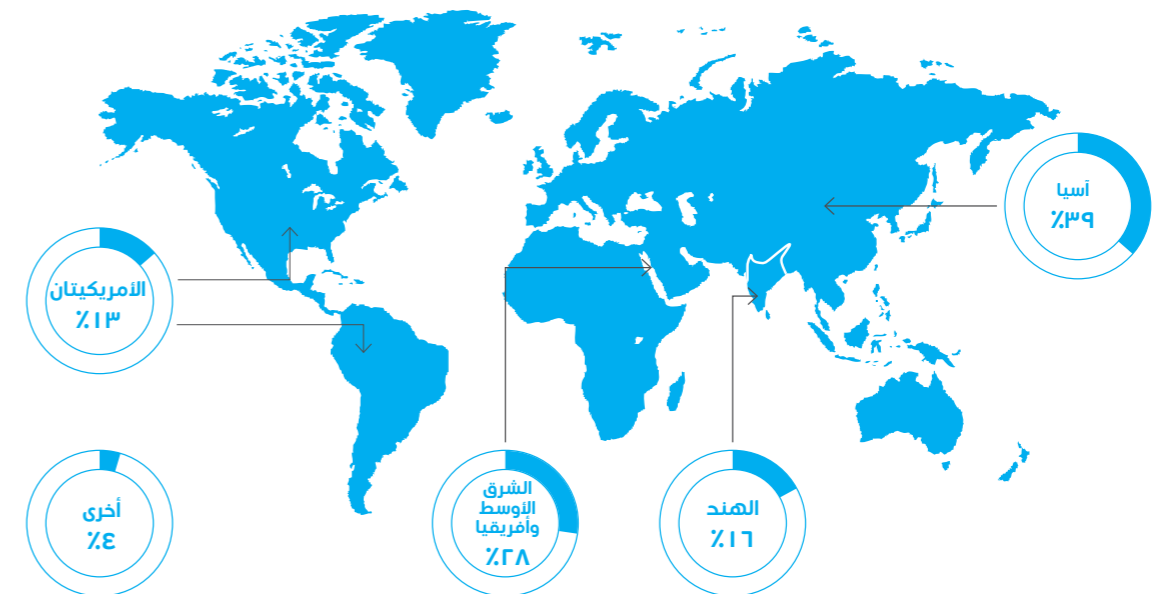 آسيا
٪٣٩
الأمريكيتان
٪١٣
أخرى
٪٤
الشرق
الأوسط
وأفريقيا
٪٢٨
الهند
٪١٦